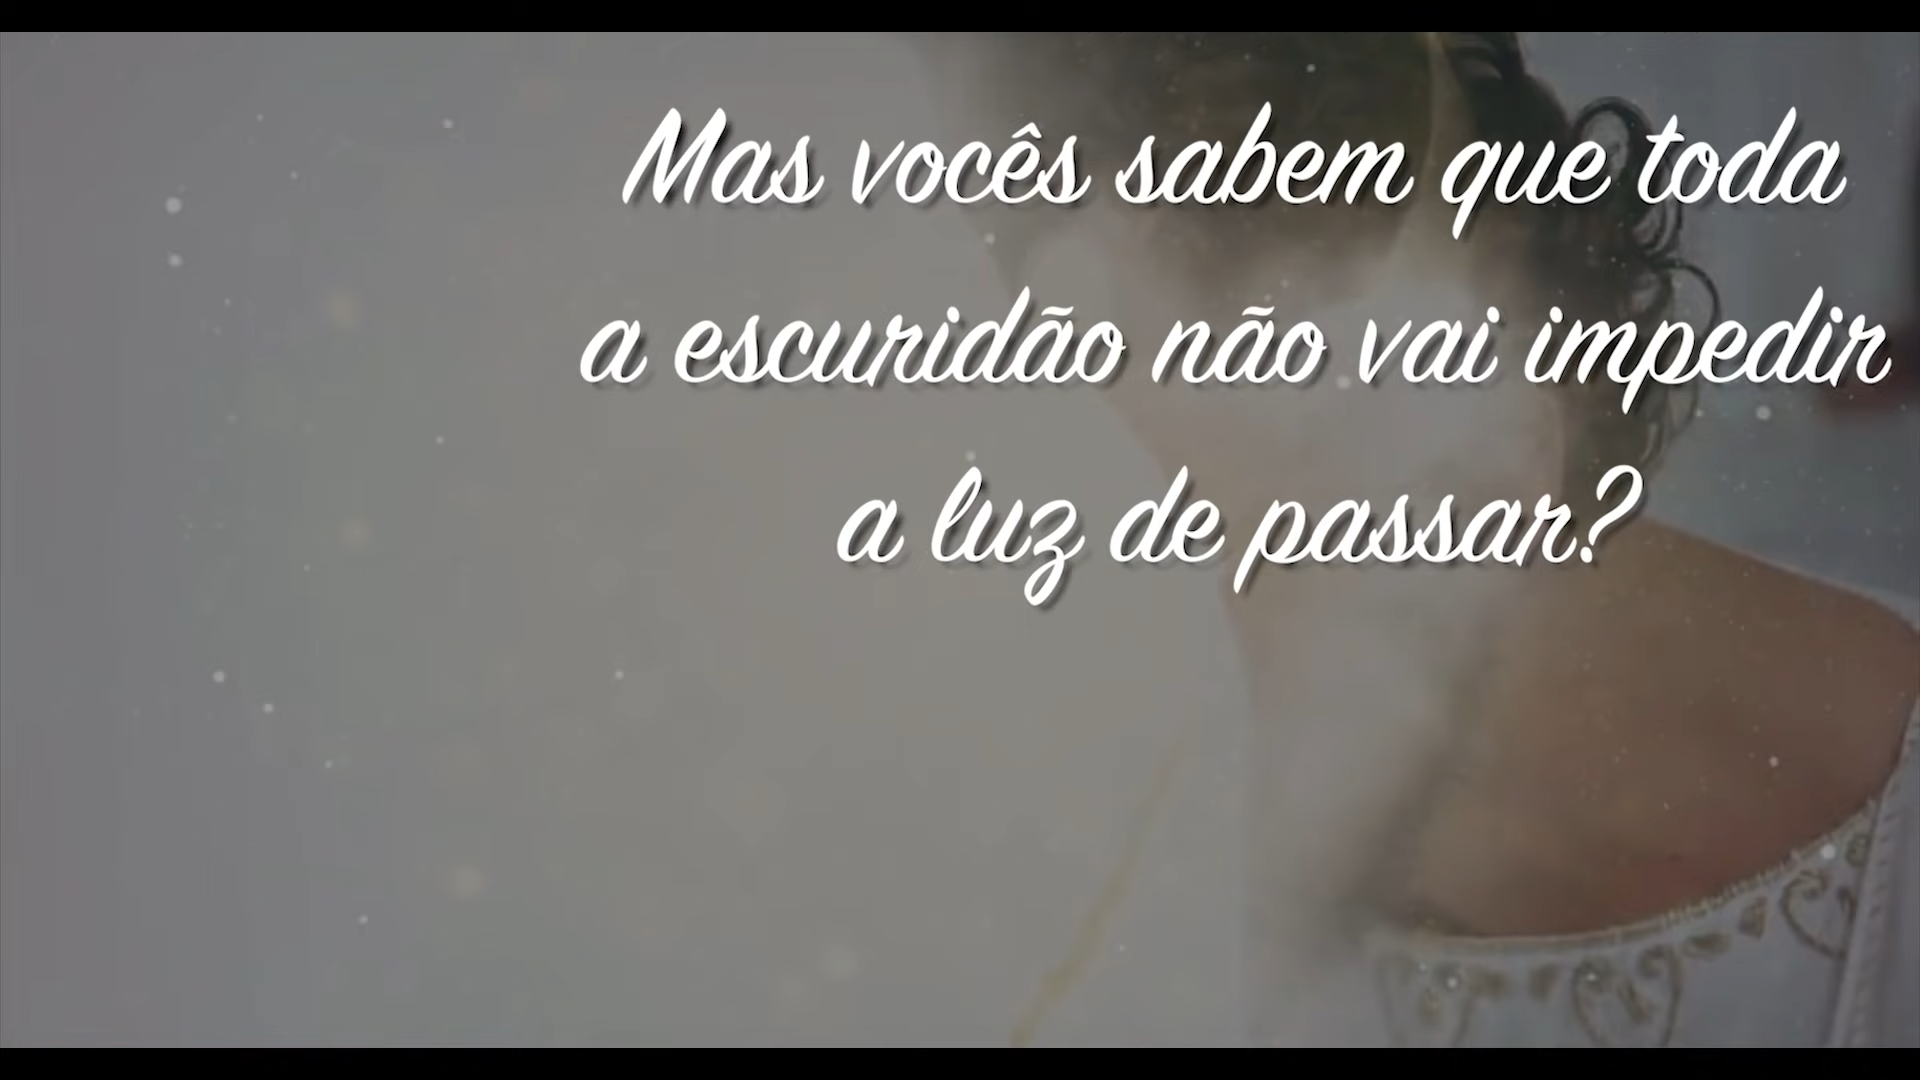 Mas vocês sabem que toda
a escuridão não vai impedir
a luz de passar?